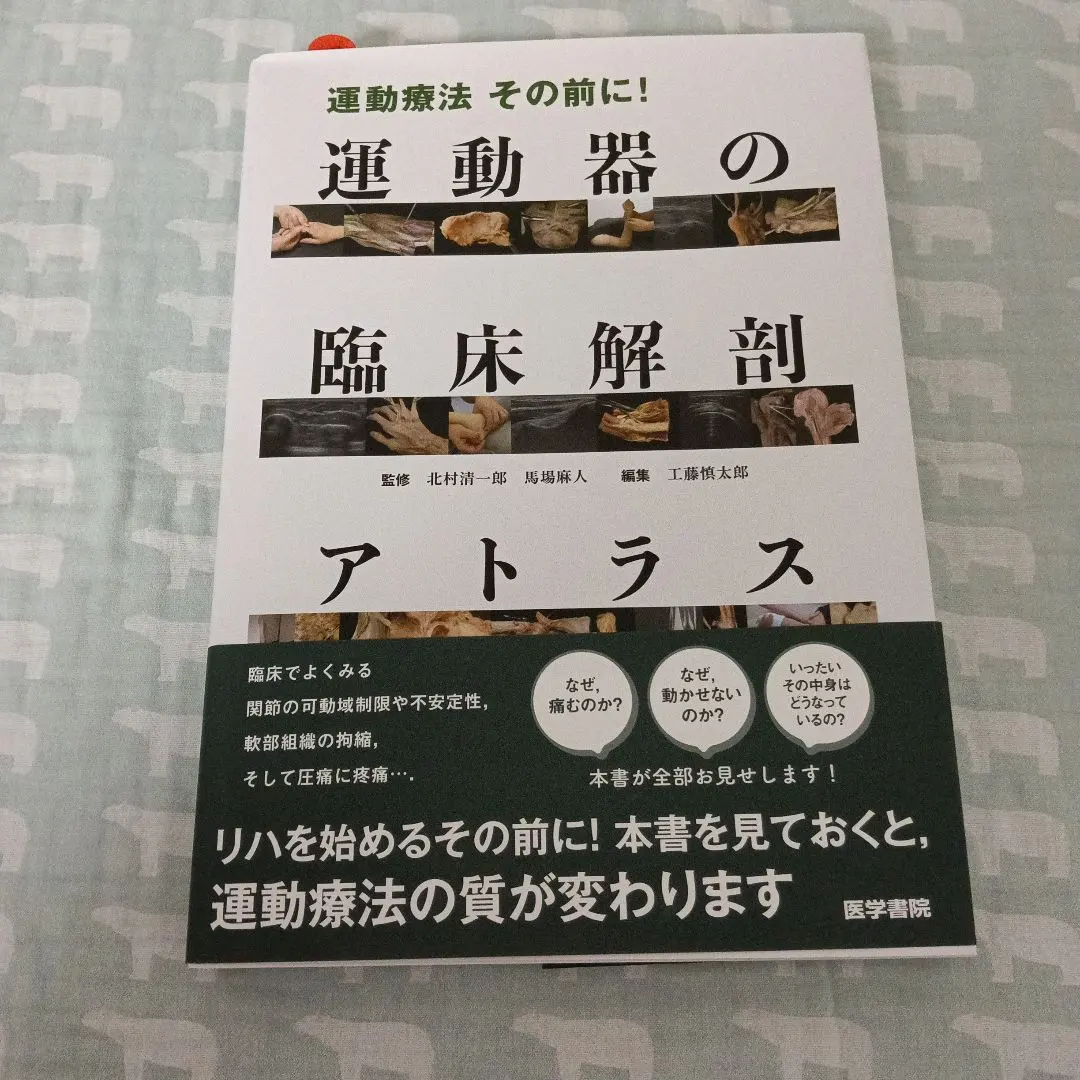 運動療法 その前に!
運動器の
臨床解剖
監修 北村清一郎 馬場麻人 編集 工藤慎太郎
アトラス
臨床でよくみる
関節の可動域制限や不安定性,
軟部組織の拘縮,
そして圧痛に疼痛….
なぜ,
痛むのか?
なぜ,
動かせない
のか?
いったい
その中身は
どうなって
いるの?
本書が全部お見せします!
リハを始めるその前に! 本書を見ておくと,
運動療法の質が変わります
医学書院